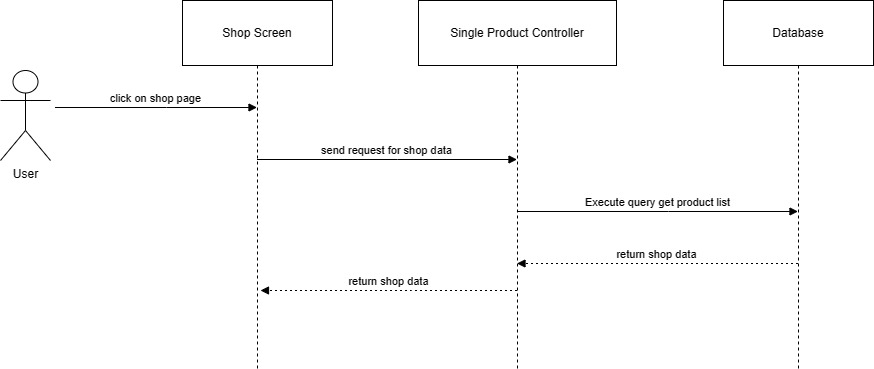 Shop Screen
Single Product Controller
Database
click on shop page
send request for shop data
User
Execute query get product list
return shop data
return shop data